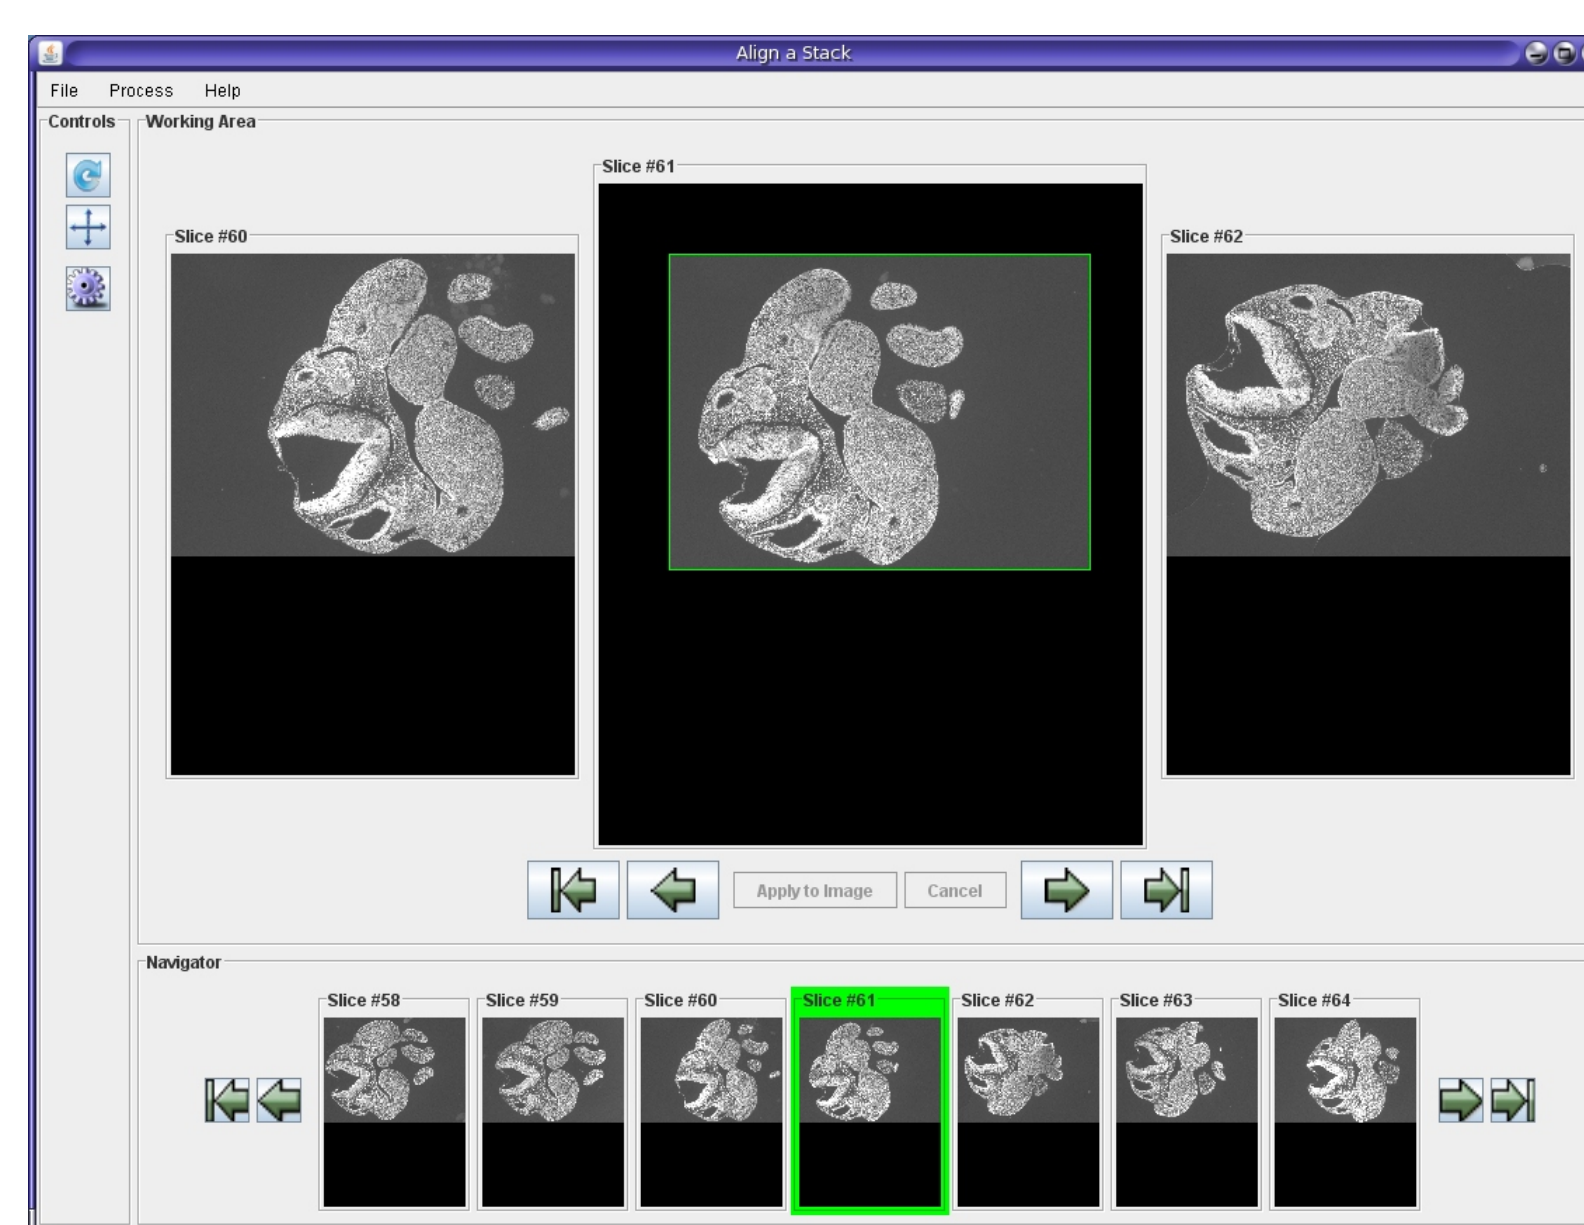 Align a Stack
File Process Help
Controls
Working Area
Slice #60
Slice #61
Slice #62
Apply to Image
Cancel
Navigator
Slice #58
Slice #59
Slice #60
Slice #61
Slice #62
Slice #63
Slice #64